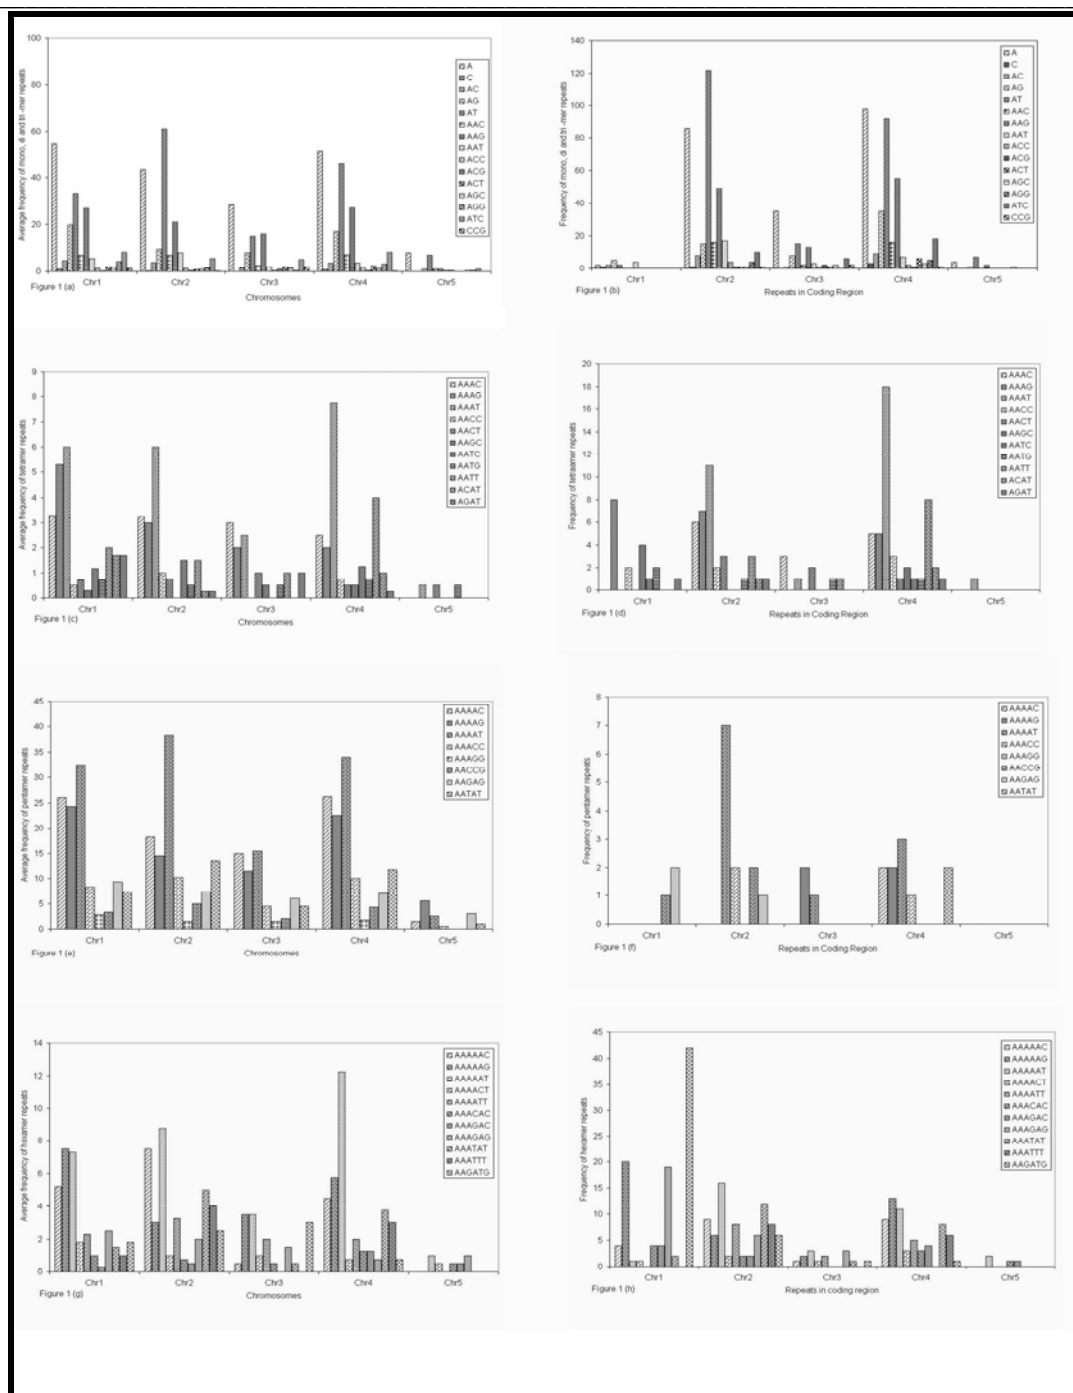 Average frequency of mono, di and tri -mer repeats
100
80
60
40
20
0
Chr1
Chr2
Chr3
Chr4
Chr5
Chromosomes
Figure 1 (a)
A
C
AC
AG
AT
AAC
AAG
AAT
ACC
ACG
ACT
AGC
AGG
ATC
CCG
Frequency of mono, di and tri -mer repeats
140
120
100
80
60
40
20
0
Chr1
Chr2
Chr3
Chr4
Chr5
Repeats in Coding Region
Figure 1 (b)
A
C
AC
AG
AT
AAC
AAG
AAT
ACC
ACG
ACT
AGC
AGG
ATC
CCG
Average frequency of tetramer repeats
9
8
7
6
5
4
3
2
1
0
Chr1
Chr2
Chr3
Chr4
Chr5
Chromosomes
Figure 1 (c)
AAAC
AAAG
AAAT
AACC
AACT
AAGC
AATC
AATG
AATT
ACAT
AGAT
Frequency of tetraamer repeats
20
18
16
14
12
10
8
6
4
2
0
Chr1
Chr2
Chr3
Chr4
Chr5
Repeats in Coding Region
Figure 1 (d)
AAAC
AAAG
AAAT
AACC
AACT
AAGC
AATC
AATG
AATT
ACAT
AGAT
Average frequency of pentamer repeats
45
40
35
30
25
20
15
10
5
0
Chr1
Chr2
Chr3
Chr4
Chr5
Chromosomes
Figure 1 (e)
AAAAC
AAAAG
AAAAT
AAACC
AAAGG
AACCG
AAGAG
AATAT
Frequency of pentamer repeats
8
7
6
5
4
3
2
1
0
Chr1
Chr2
Chr3
Chr4
Chr5
Repeats in Coding Region
Figure 1 (f)
AAAAC
AAAAG
AAAAT
AAACC
AAAGG
AACCG
AAGAG
AATAT
Average frequency of hexamer repeats
14
12
10
8
6
4
2
0
Chr1
Chr2
Chr3
Chr4
Chr5
Chromosomes
Figure 1 (g)
AAAAAC
AAAAAG
AAAAAT
AAAACT
AAAATT
AAACAC
AAAGAC
AAAGAG
AAATAT
AAATTT
AAGATG
Frequency of hexamer repeats
45
40
35
30
25
20
15
10
5
0
Chr1
Chr2
Chr3
Chr4
Chr5
Repeats in coding region
Figure 1 (h)
AAAAAC
AAAAAG
AAAAAT
AAAACT
AAAATT
AAACAC
AAAGAC
AAAGAG
AAATAT
AAATTT
AAGATG